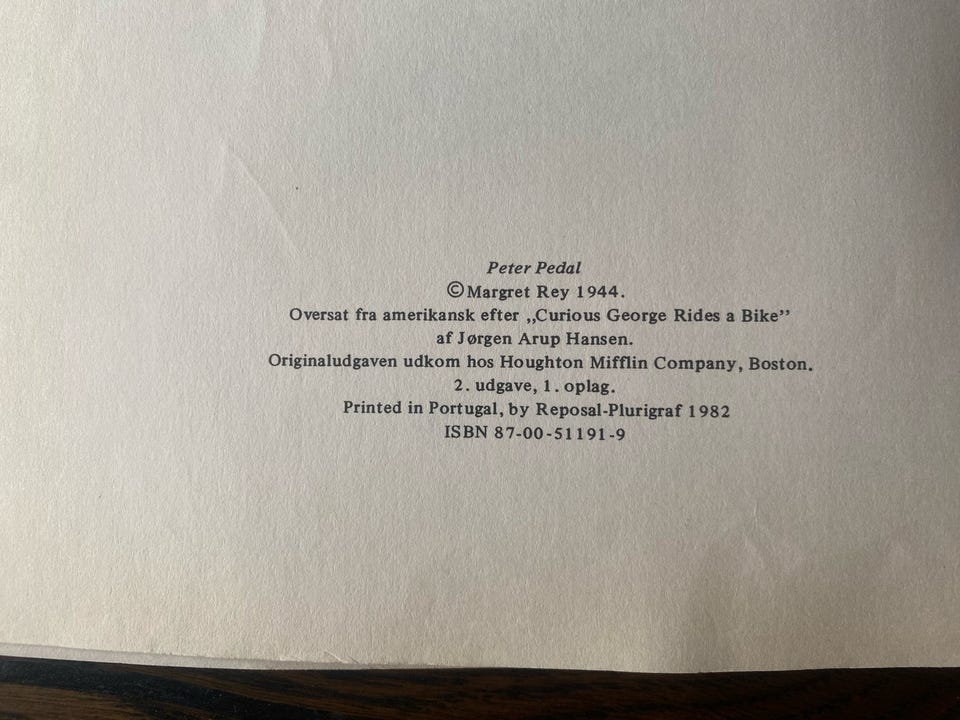 Peter Pedal
©Margret Rey 1944.
Oversat fra amerikansk efter „Curious George Rides a Bike”
af Jørgen Arup Hansen.
Originaludgaven udkom hos Houghton Mifflin Company, Boston.
2. udgave, 1. oplag.
Printed in Portugal, by Reposal-Plurigraf 1982
ISBN 87-00-51191-9